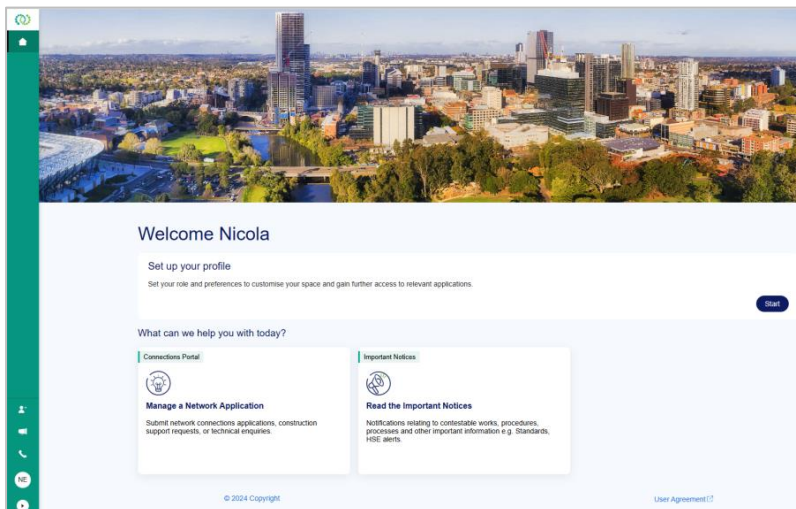 Welcome Nicola
Set up your profile
Set your role and preferences to customise your space and gain further access to relevant applications.
Start
What can we help you with today?
Connections Portal
Manage a Network Application
Submit network connections applications, construction
support requests, or technical enquiries.
Important Notices
Read the Important Notices
Notifications relating to contestable works, procedures,
processes and other important information e.g. Standards,
HSE alerts.
NE
© 2024 Copyright
User Agreement